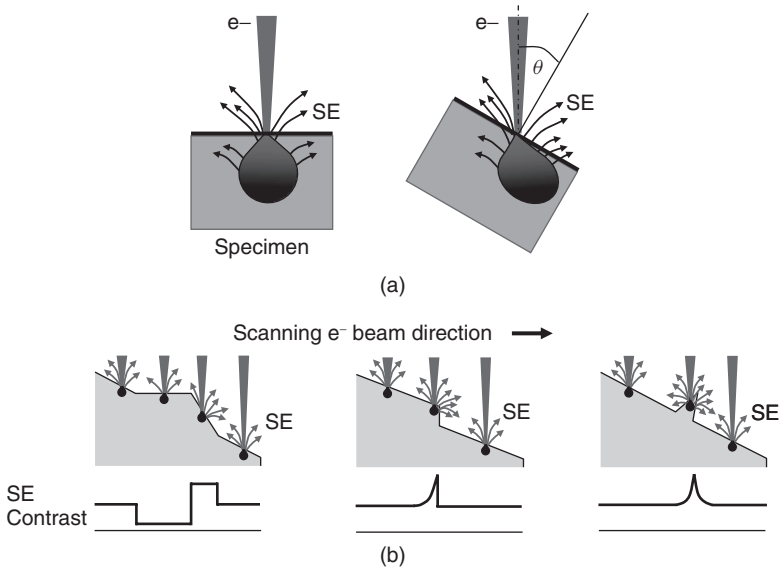 e–
e–
θ
SE
SE
Specimen
(a)
Scanning e– beam direction
SE
SE
SE
SE
Contrast
(b)